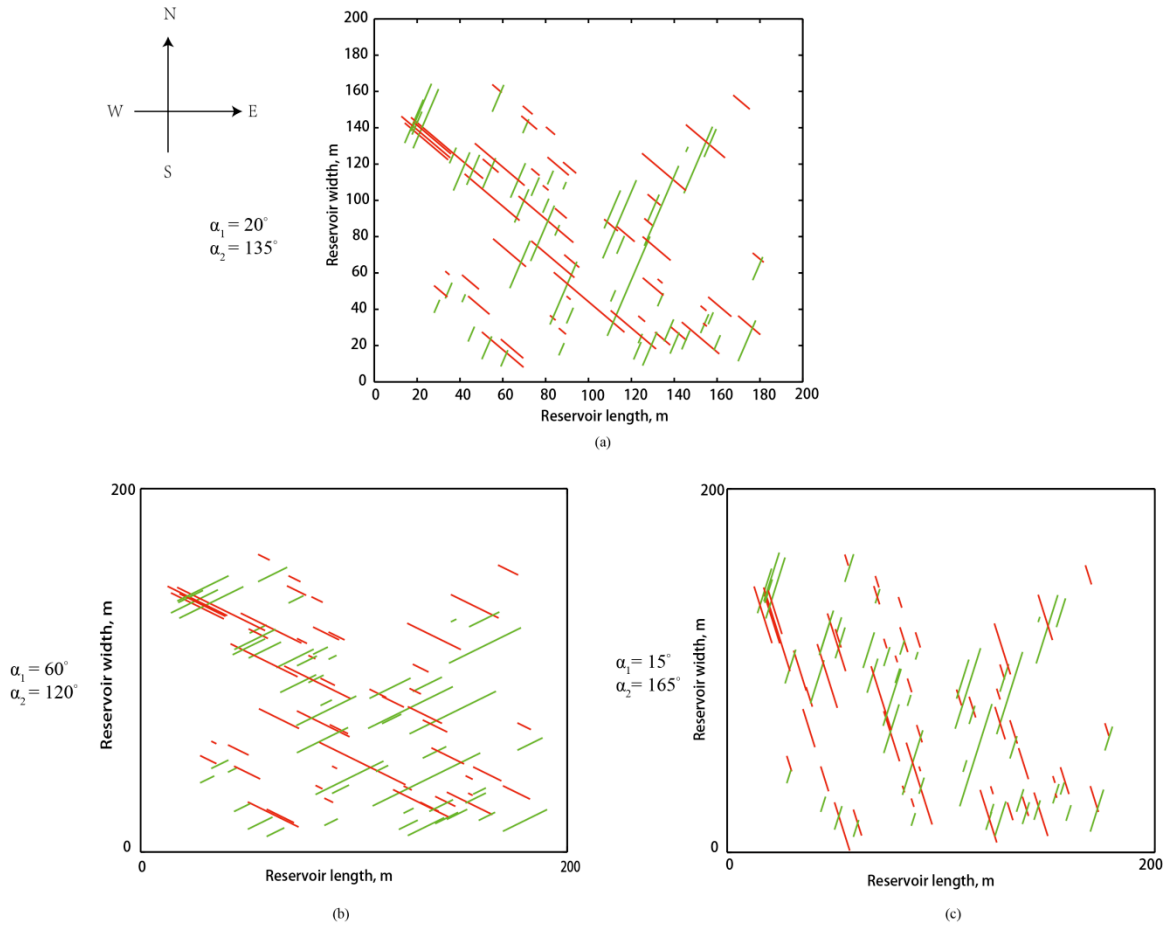 N
W E
S
α₁ = 20°
α₂ = 135°
200
180
160
140
120
100
80
60
40
20
0
Reservoir width, m
0 20 40 60 80 100 120 140 160 180 200
Reservoir length, m
(a)
α₁ = 60°
α₂ = 120°
200
Reservoir width, m
0
0 200
Reservoir length, m
(b)
α₁ = 15°
α₂ = 165°
200
Reservoir width, m
0
0 200
Reservoir length, m
(c)